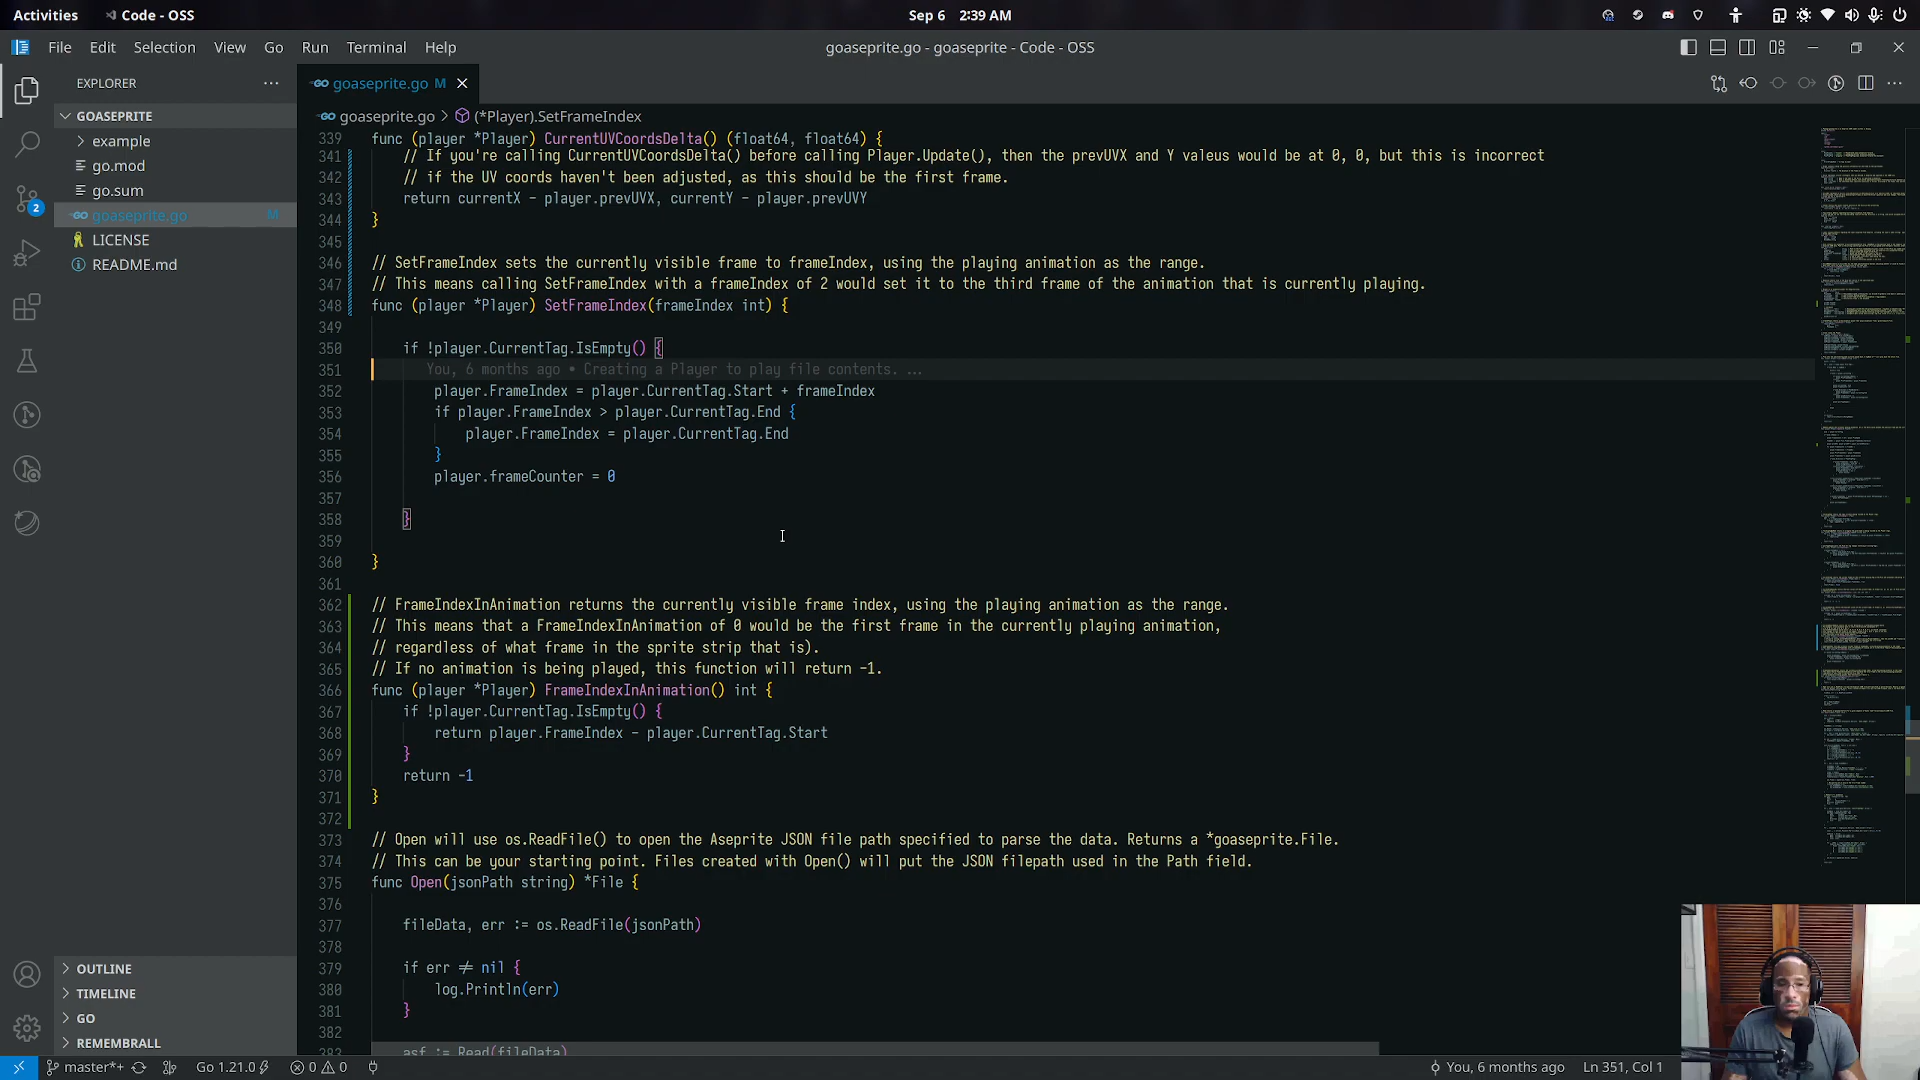 Activities
Code - OSS
Sep 6 2:39 AM
File Edit Selection View Go Run Terminal Help
goaseprite.go - goaseprite - Code - OSS
EXPLORER
GOASEPRITE
example
go.mod
go.sum
goaseprite.go M
LICENSE
README.md
2
OUTLINE
TIMELINE
GO
REMEMBRALL
goaseprite.go M
goaseprite.go > (*Player).SetFrameIndex
339 func (player *Player) CurrentUVCoordsDelta() (float64, float64) {
341 // If you're calling CurrentUVCoordsDelta() before calling Player.Update(), then the prevUVX and Y valeus would be at 0, 0, but this is incorrect
342 // if the UV coords haven't been adjusted, as this should be the first frame.
343 return currentX - player.prevUVX, currentY - player.prevUVY
344 }
345
346 // SetFrameIndex sets the currently visible frame to frameIndex, using the playing animation as the range.
347 // This means calling SetFrameIndex with a frameIndex of 2 would set it to the third frame of the animation that is currently playing.
348 func (player *Player) SetFrameIndex(frameIndex int) {
349
350 if !player.CurrentTag.IsEmpty() {
351 You, 6 months ago • Creating a Player to play file contents. ...
352 player.FrameIndex = player.CurrentTag.Start + frameIndex
353 if player.FrameIndex > player.CurrentTag.End {
354 player.FrameIndex = player.CurrentTag.End
355 }
356 player.frameCounter = 0
357
358 }
359
360 }
361
362 // FrameIndexInAnimation returns the currently visible frame index, using the playing animation as the range.
363 // This means that a FrameIndexInAnimation of 0 would be the first frame in the currently playing animation,
364 // regardless of what frame in the sprite strip that is).
365 // If no animation is being played, this function will return -1.
366 func (player *Player) FrameIndexInAnimation() int {
367 if !player.CurrentTag.IsEmpty() {
368 return player.FrameIndex - player.CurrentTag.Start
369 }
370 return -1
371 }
372
373 // Open will use os.ReadFile() to open the Aseprite JSON file path specified to parse the data. Returns a *goaseprite.File.
374 // This can be your starting point. Files created with Open() will put the JSON filepath used in the Path field.
375 func Open(jsonPath string) *File {
376
377 fileData, err := os.ReadFile(jsonPath)
378
379 if err ≠ nil {
380 log.Println(err)
381 }
382
383 asf := Read(fileData)
master*+ Go 1.21.0 0 0
You, 6 months ago Ln 351, Col 1